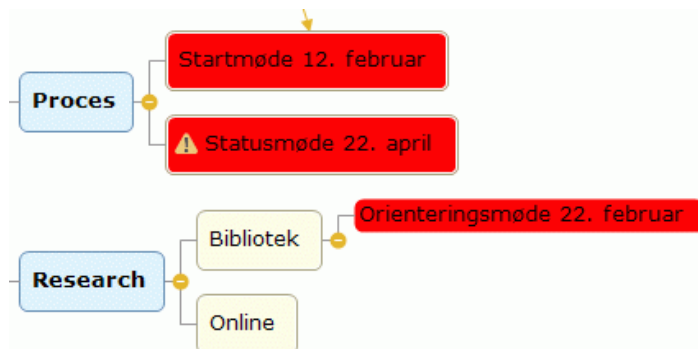 Startmøde 12. februar
Proces
Statusmøde 22. april
Orienteringsmøde 22. februar
Bibliotek
Research
Online